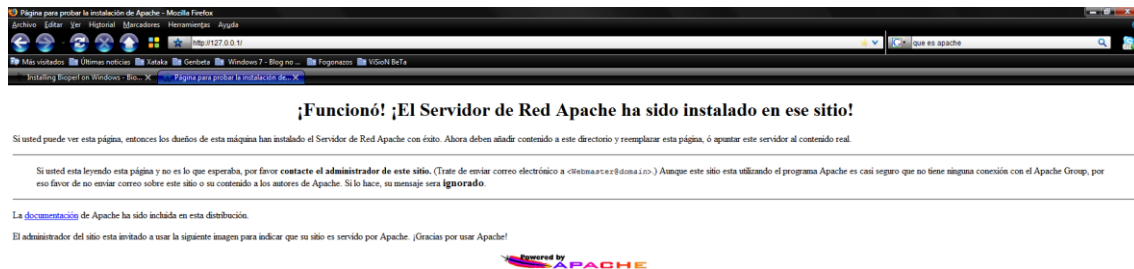 Página para probar la instalación de Apache - Mozilla Firefox
Archivo Editar Ver Historial Marcadores Herramientas Ayuda
http://127.0.0.1/
que es apache
Más visitados Últimas noticias Xataka Genbeta Windows 7 - Blog no ... Fogonazos ViSioN BeTa
Installing Bioperl on Windows - Bio... X Página para probar la instalación de... X
¡Funcionó! ¡El Servidor de Red Apache ha sido instalado en ese sitio!
Si usted puede ver esta página, entonces los dueños de esta máquina han instalado el Servidor de Red Apache con éxito. Ahora deben añadir contenido a este directorio y reemplazar esta página, ó apuntar este servidor al contenido real.
Si usted esta leyendo esta página y no es lo que esperaba, por favor contacte el administrador de este sitio. (Trate de enviar correo electrónico a <Webmaster@domain>.) Aunque este sitio esta utilizando el programa Apache es casi seguro que no tiene ninguna conexión con el Apache Group, por
eso favor de no enviar correo sobre este sitio o su contenido a los autores de Apache. Si lo hace, su mensaje sera ignorado.
La documentación de Apache ha sido incluida en esta distribución.
El administrador del sitio esta invitado a usar la siguiente imagen para indicar que su sitio es servido por Apache. ¡Gracias por usar Apache!
Powered by
APACHE